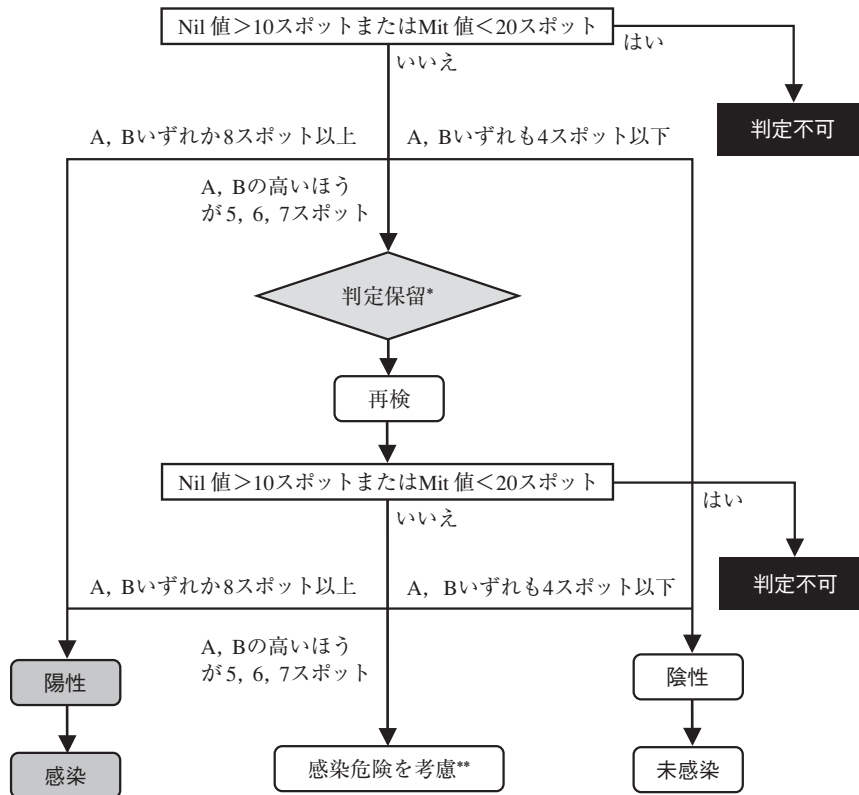 Nil 値＞10スポットまたはMit 値＜20スポット
はい
いいえ
判定不可
A, Bいずれか8スポット以上
A, Bいずれも4スポット以下
A, Bの高いほう
が5, 6, 7スポット
判定保留*
再検
Nil 値＞10スポットまたはMit 値＜20スポット
はい
いいえ
判定不可
A, Bいずれか8スポット以上
A, Bいずれも4スポット以下
A, Bの高いほう
が5, 6, 7スポット
陽性
陰性
感染
感染危険を考慮**
未感染